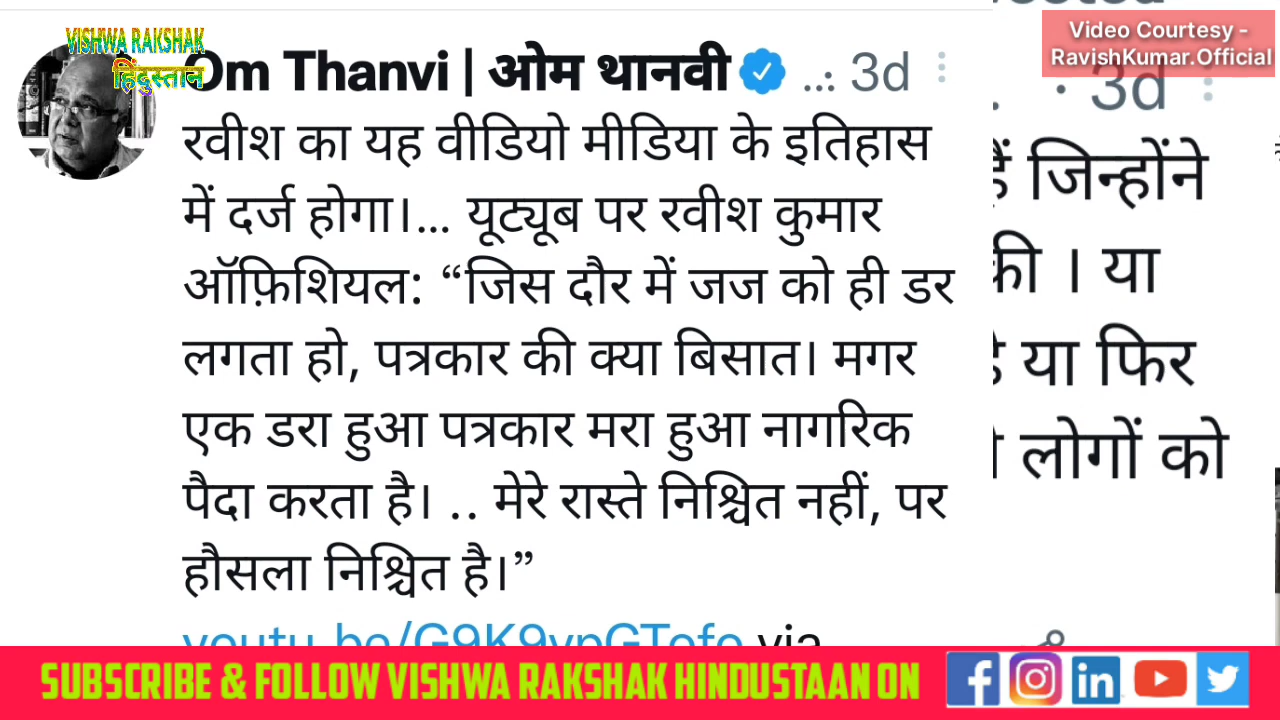 VISHWA RAKSHAK
हिंदुस्तान
Om Thanvi | ओम थानवी ... 3d
रवीश का यह वीडियो मीडिया के इतिहास
में दर्ज होगा।... यूट्यूब पर रवीश कुमार
ऑफ़िशियल: “जिस दौर में जज को ही डर
लगता हो, पत्रकार की क्या बिसात। मगर
एक डरा हुआ पत्रकार मरा हुआ नागरिक
पैदा करता है। .. मेरे रास्ते निश्चित नहीं, पर
हौसला निश्चित है।”
via
Video Courtesy -
RavishKumar.Official
. · 3d
हैं जिन्होंने
की । या
है या फिर
लोगों को
SUBSCRIBE & FOLLOW VISHWA RAKSHAK HINDUSTAAN ON